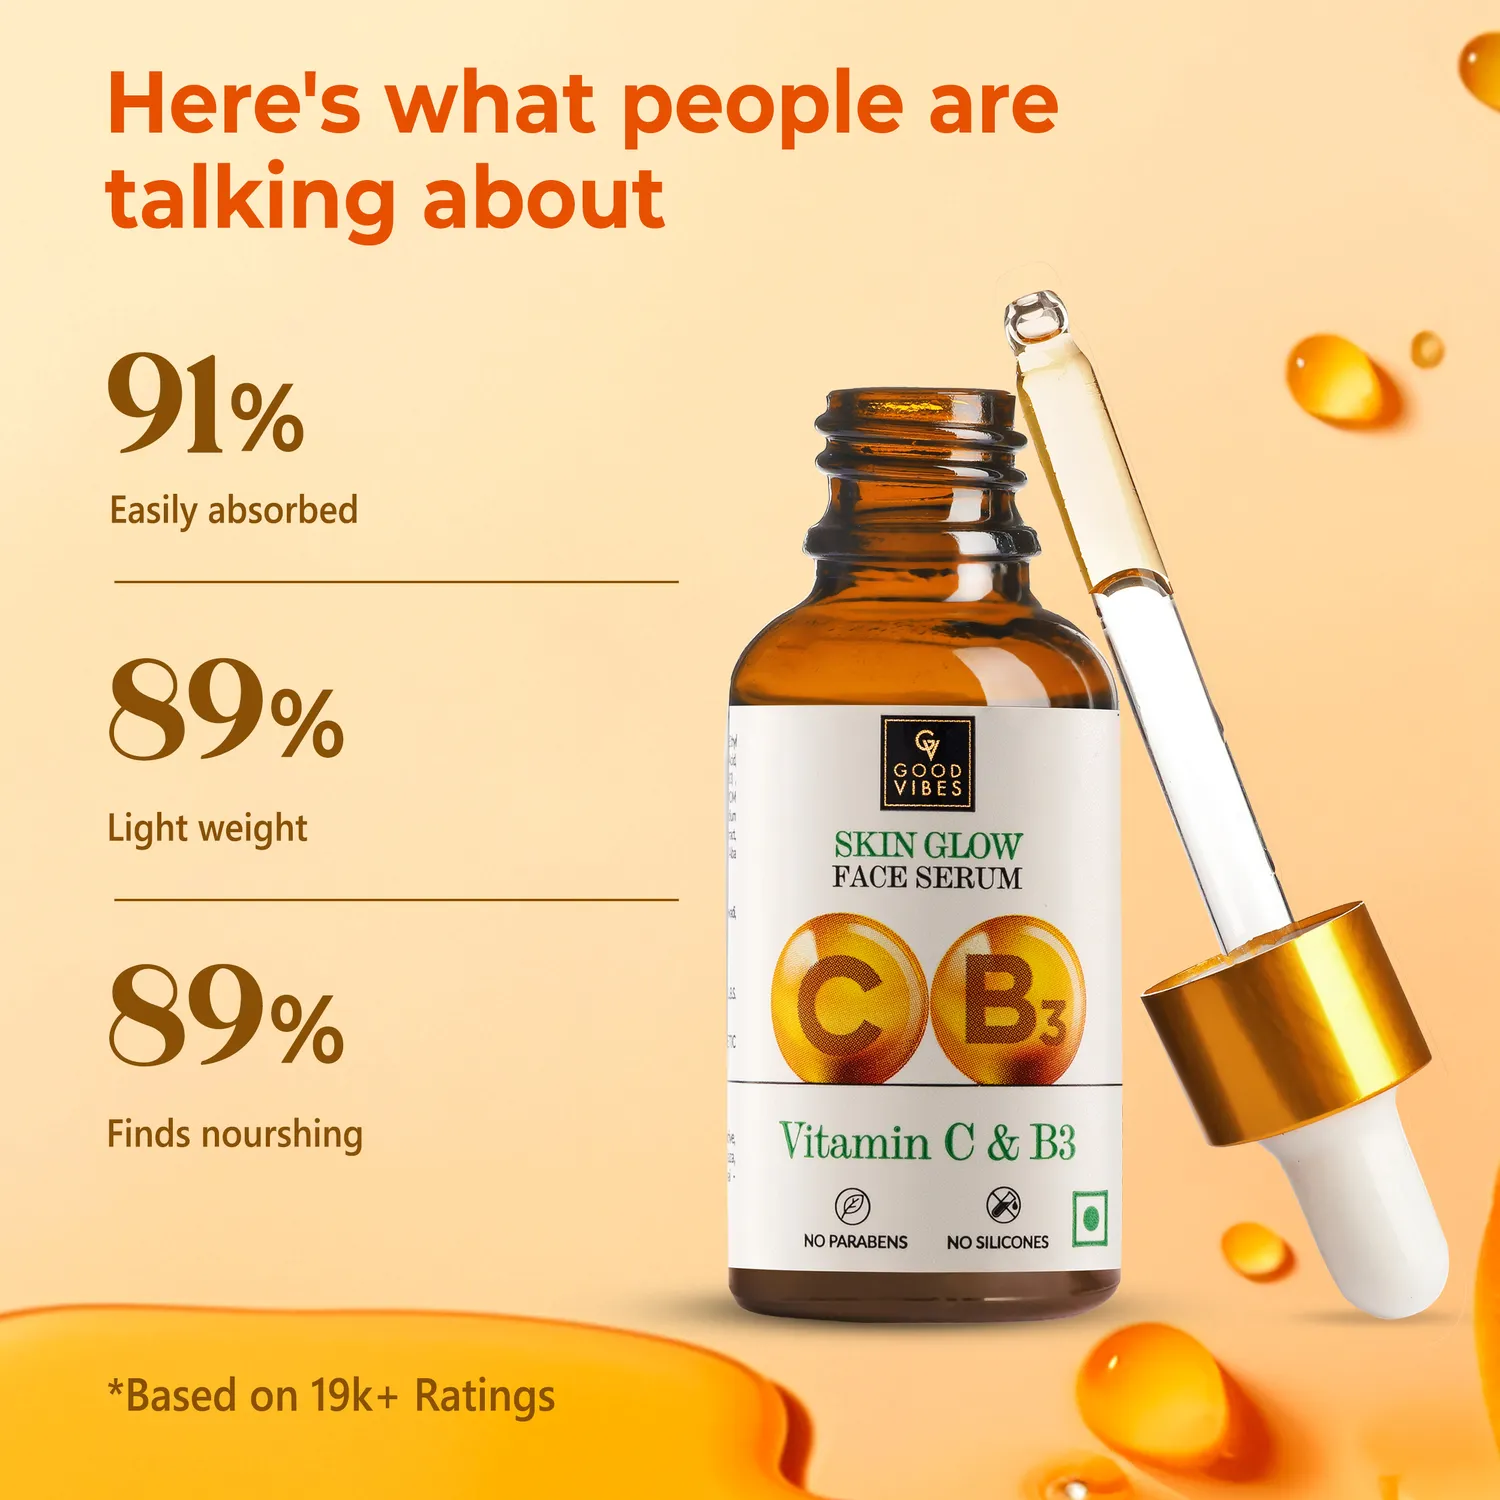 Here's what people are
talking about
91%
Easily absorbed
89%
Light weight
89%
Finds nourshing
*Based on 19k+ Ratings
GV
GOOD
VIBES
SKIN GLOW
FACE SERUM
C B3
Vitamin C & B3
NO PARABENS NO SILICONES